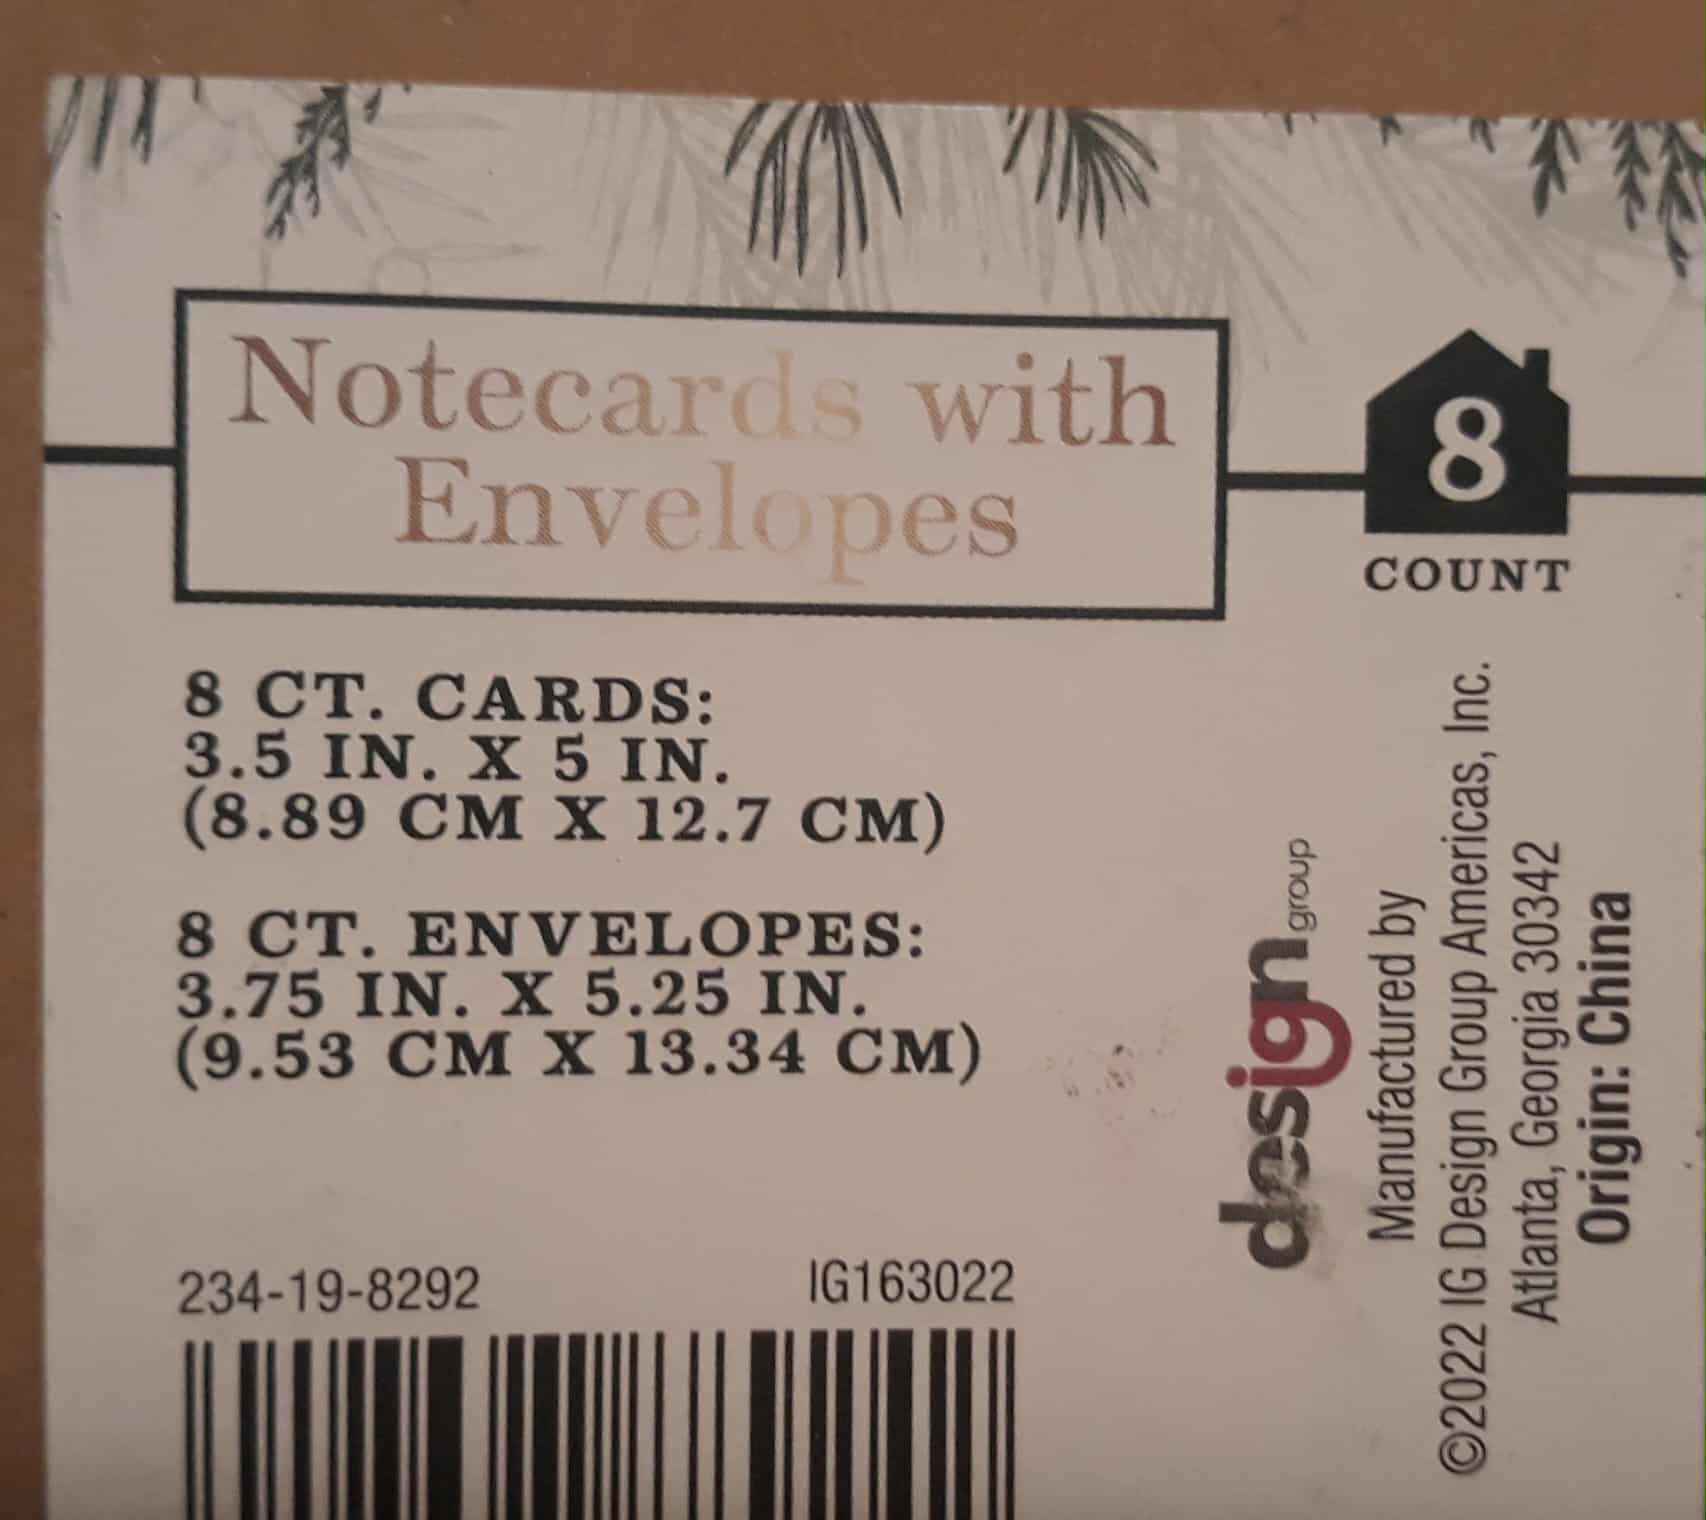 Notecards with
Envelopes
8
COUNT
8 CT. CARDS:
3.5 IN. X 5 IN.
(8.89 CM X 12.7 CM)
8 CT. ENVELOPES:
3.75 IN. X 5.25 IN.
(9.53 CM X 13.34 CM)
234-19-8292
IG163022
design group
Manufactured by
©2022 IG Design Group Americas, Inc.
Atlanta, Georgia 30342
Origin: China